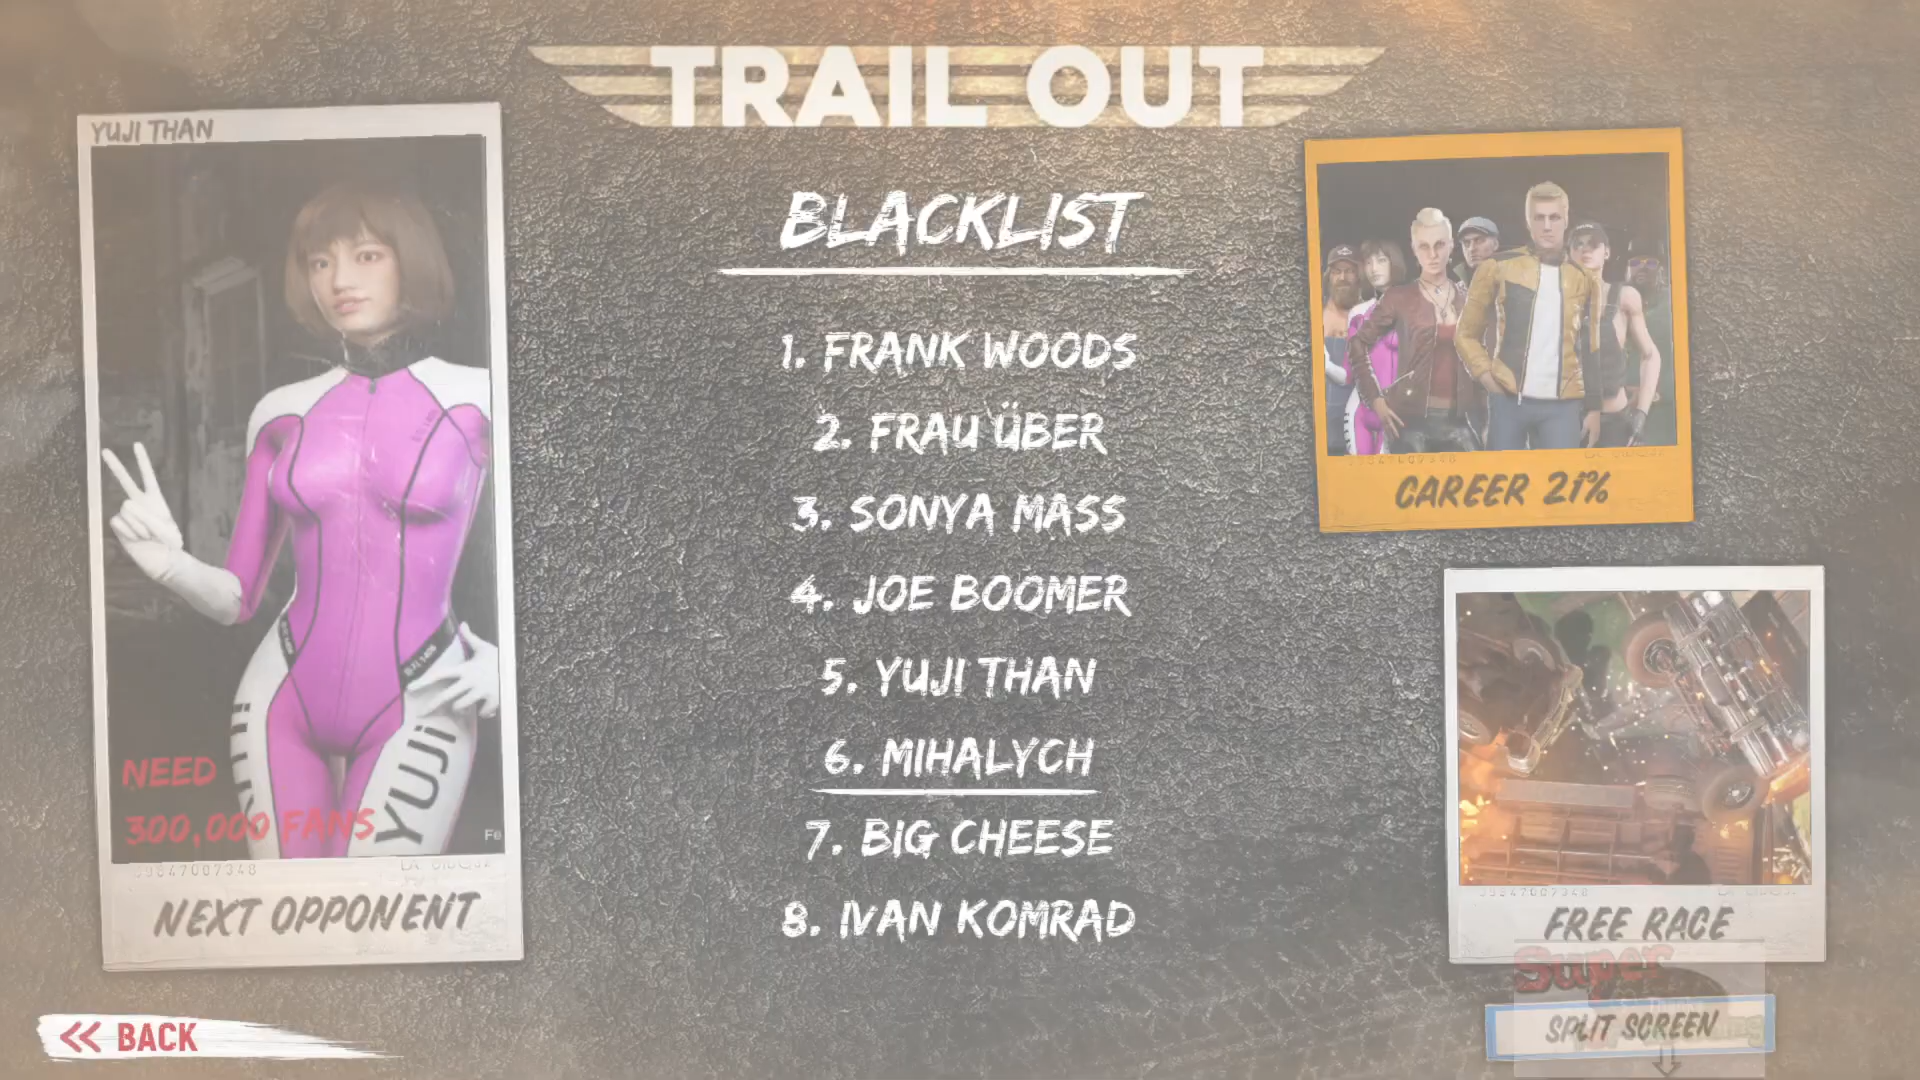 TRAIL OUT
YUJI THAN
BLACKLIST
1. FRANK WOODS
2. FRAU ÜBER
3. SONYA MASS
4. JOE BOOMER
5. YUJI THAN
6. MIHALYCH
7. BIG CHEESE
8. IVAN KOMRAD
YUJI
NEED
300,000 FANS
39847007348
NEXT OPPONENT
CAREER 21%
FREE RACE
Super
SPLIT SCREEN
<< BACK